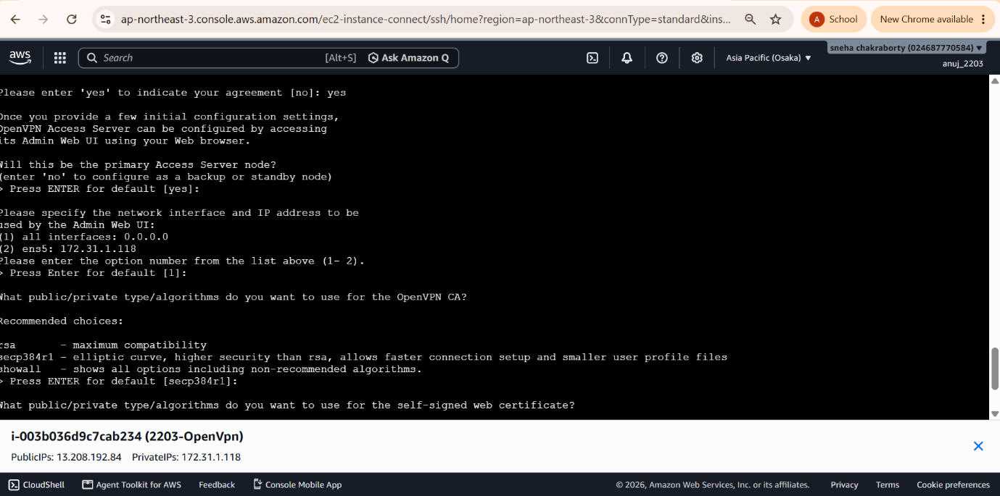 ap-northeast-3.console.aws.amazon.com/ec2-instance-connect/ssh/home?region=ap-northeast-3&connType=standard&ins...
A School
New Chrome available
aws
Search [Alt+S] Ask Amazon Q
Asia Pacific (Osaka) ▼
sneha chakraborty (024687770584) ▼
anuj_2203
Please enter 'yes' to indicate your agreement [no]: yes
Once you provide a few initial configuration settings,
OpenVPN Access Server can be configured by accessing
its Admin Web UI using your Web browser.
Will this be the primary Access Server node?
(enter 'no' to configure as a backup or standby node)
> Press ENTER for default [yes]:
Please specify the network interface and IP address to be
used by the Admin Web UI:
(1) all interfaces: 0.0.0.0
(2) ens5: 172.31.1.118
Please enter the option number from the list above (1- 2).
> Press Enter for default [1]:
What public/private type/algorithms do you want to use for the OpenVPN CA?
Recommended choices:
rsa       - maximum compatibility
secp384r1 - elliptic curve, higher security than rsa, allows faster connection setup and smaller user profile files
showall   - shows all options including non-recommended algorithms.
> Press ENTER for default [secp384r1]:
What public/private type/algorithms do you want to use for the self-signed web certificate?
i-003b036d9c7cab234 (2203-OpenVpn)
PublicIPs: 13.208.192.84 PrivateIPs: 172.31.1.118
CloudShell Agent Toolkit for AWS Feedback Console Mobile App © 2026, Amazon Web Services, Inc. or its affiliates. Privacy Terms Cookie preferences